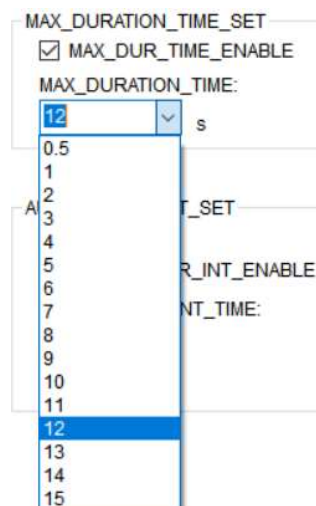 MAX_DURATION_TIME_SET
MAX_DUR_TIME_ENABLE
MAX_DURATION_TIME:
12
s
0.5
1
2
3
4
5
6
7
8
9
10
11
12
13
14
15
A
T_SET
R_INT_ENABLE
NT_TIME: